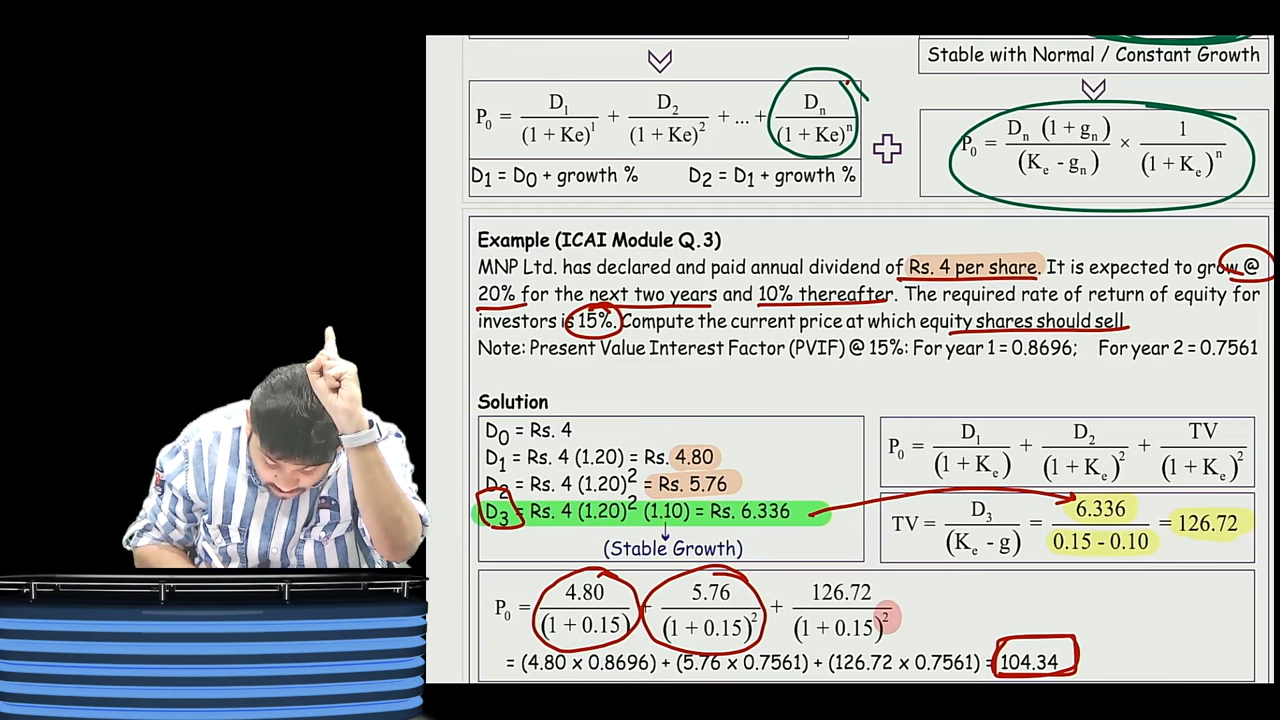 Stable with Normal / Constant Growth
P₀ = D₁/(1 + Ke)¹ + D₂/(1 + Ke)² + ... + Dₙ/(1 + Ke)ⁿ
D₁ = D₀ + growth % D₂ = D₁ + growth %
+
P₀ = Dₙ (1 + gₙ)/(Kₑ - gₙ) × 1/(1 + Kₑ)ⁿ
Example (ICAI Module Q.3)
MNP Ltd. has declared and paid annual dividend of Rs. 4 per share. It is expected to grow @
20% for the next two years and 10% thereafter. The required rate of return of equity for
investors is 15%. Compute the current price at which equity shares should sell.
Note: Present Value Interest Factor (PVIF) @ 15%: For year 1 = 0.8696; For year 2 = 0.7561
Solution
D₀ = Rs. 4
D₁ = Rs. 4 (1.20) = Rs. 4.80
D₂ = Rs. 4 (1.20)² = Rs. 5.76
D₃ = Rs. 4 (1.20)² (1.10) = Rs. 6.336
(Stable Growth)
P₀ = D₁/(1 + Kₑ) + D₂/(1 + Kₑ)² + TV/(1 + Kₑ)²
TV = D₃/(Kₑ - g) = 6.336/0.15 - 0.10 = 126.72
P₀ = 4.80/(1 + 0.15) + 5.76/(1 + 0.15)² + 126.72/(1 + 0.15)²
= (4.80 x 0.8696) + (5.76 x 0.7561) + (126.72 x 0.7561) = 104.34